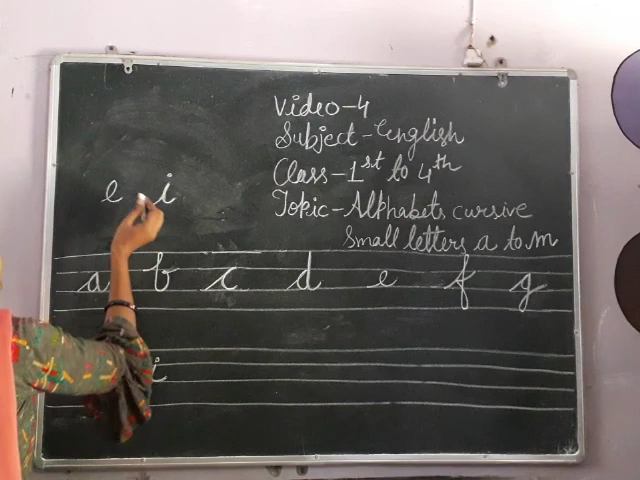 Video-4
Subject-English
Class-1st to 4th
Topic-Alphabets cursive
small letters a to m
e i
a b c d e f g
i